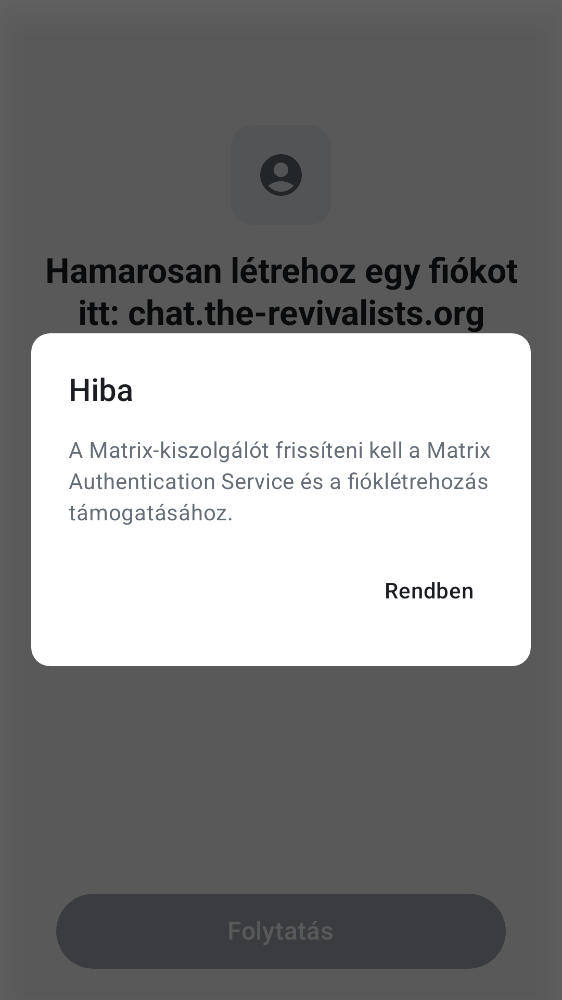 Hamarosan létrehoz egy fiókot
itt: chat.the-revivalists.org
Hiba
A Matrix-kiszolgálót frissíteni kell a Matrix
Authentication Service és a fióklétrehozás
támogatásához.
Rendben
Folytatás